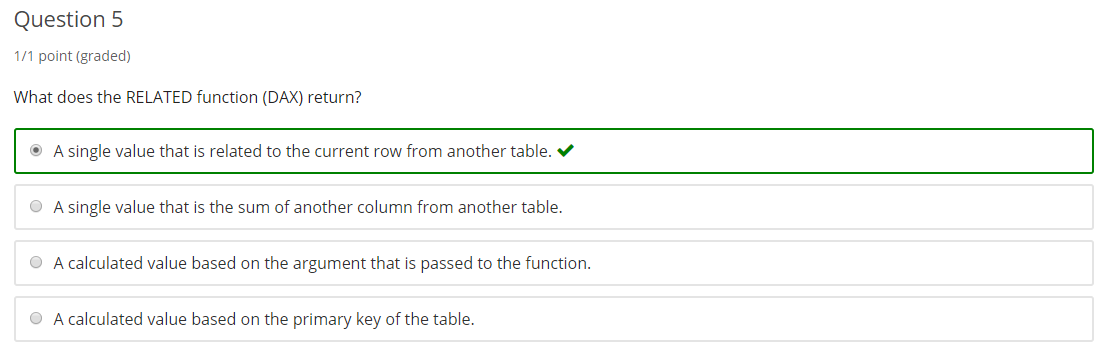 Question 5
1/1 point (graded)
What does the RELATED function (DAX) return?
A single value that is related to the current row from another table.
A single value that is the sum of another column from another table.
A calculated value based on the argument that is passed to the function.
A calculated value based on the primary key of the table.